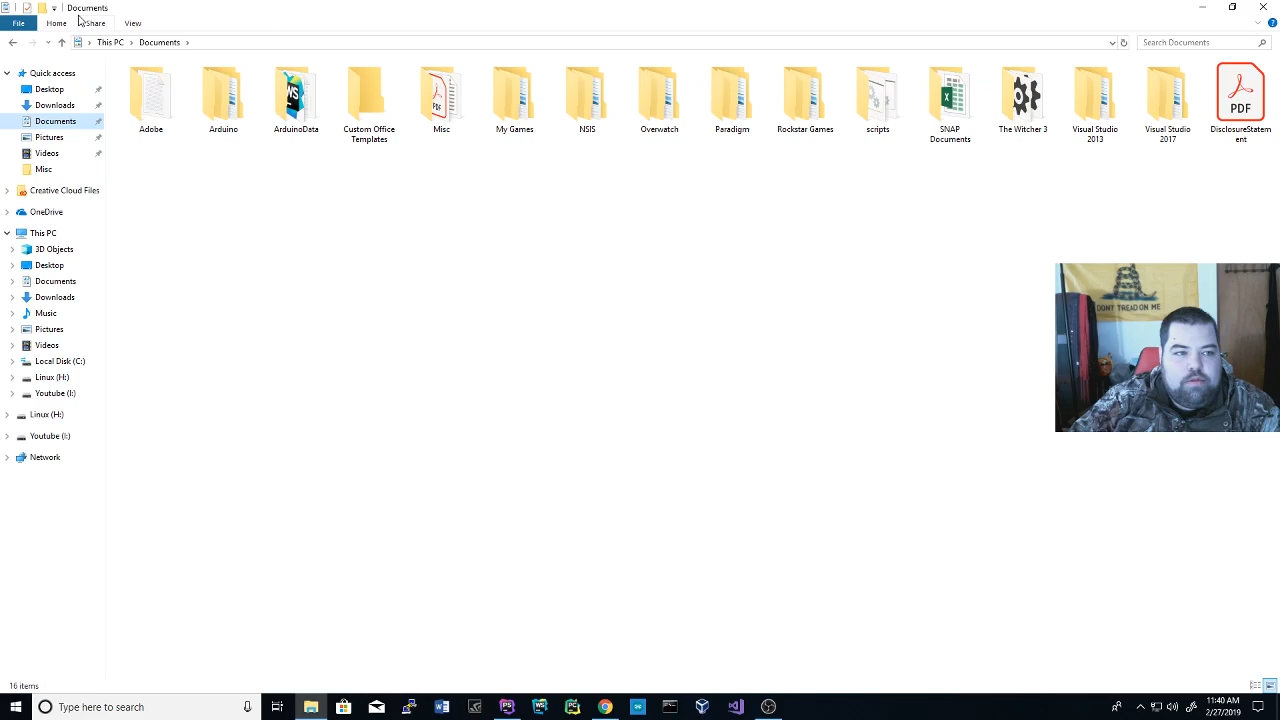 Documents
File Home Share View
This PC Documents
Search Documents
Quick access
Desktop
Downloads
Documents
Pictures
Videos
Misc
Creative Cloud Files
OneDrive
This PC
3D Objects
Desktop
Documents
Downloads
Music
Pictures
Videos
Local Disk (C:)
Linux (H:)
Youtube (I:)
Linux (H:)
Youtube (I:)
Network
Adobe
Arduino
WS
ArduinoData
Custom Office
Templates
PDF
Misc
My Games
NSIS
Overwatch
Paradigm
Rockstar Games
scripts
SNAP
Documents
The Witcher 3
Visual Studio
2013
Visual Studio
2017
PDF
DisclosureStatem
ent
DONT TREAD ON ME
16 items
Type here to search
11:40 AM
2/27/2019